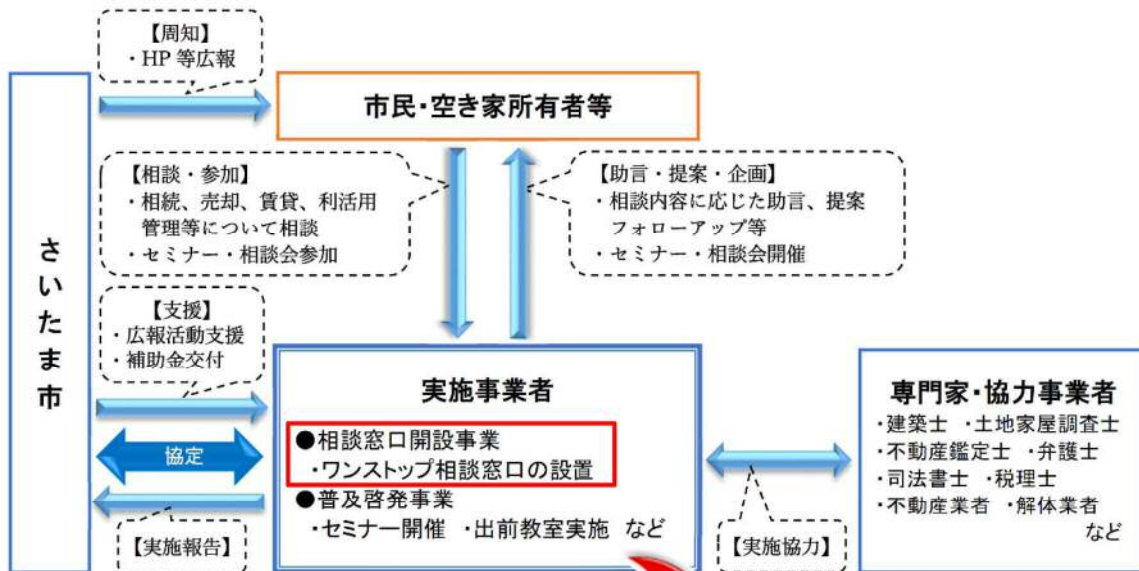 【周知】
・HP 等広報
さいたま市
市民・空き家所有者等
【相談・参加】
・相続、売却、賃貸、利活用
管理等について相談
・セミナー・相談会参加
【助言・提案・企画】
・相談内容に応じた助言、提案
フォローアップ等
・セミナー・相談会開催
【支援】
・広報活動支援
・補助金交付
協定
【実施報告】
実施事業者
●相談窓口開設事業
・ワンストップ相談窓口の設置
●普及啓発事業
・セミナー開催 ・出前教室実施 など
【実施協力】
専門家・協力事業者
・建築士 ・土地家屋調査士
・不動産鑑定士 ・弁護士
・司法書士 ・税理士
・不動産業者 ・解体業者
など